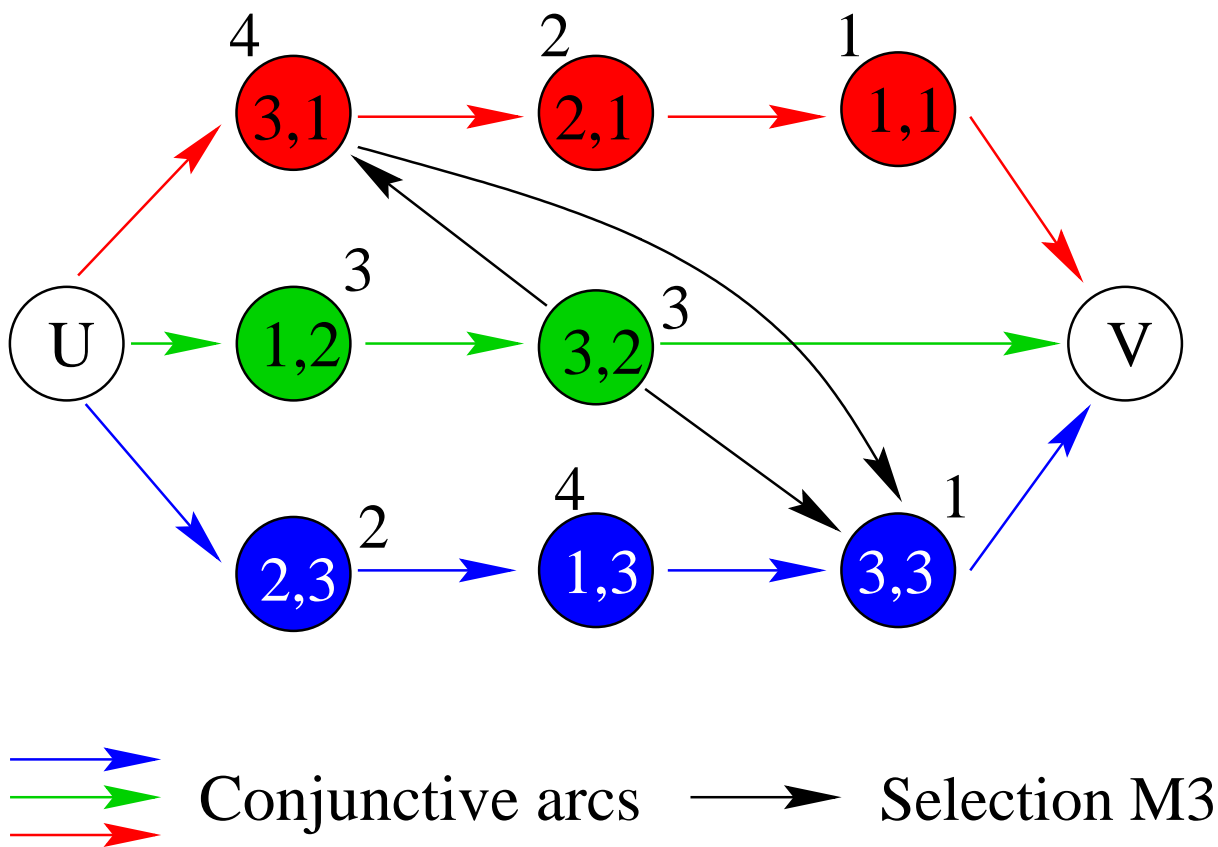 4 2 1
3,1 2,1 1,1
3 3
U 1,2 3,2 V
4 1
2
2,3 1,3 3,3
Conjunctive arcs Selection M3